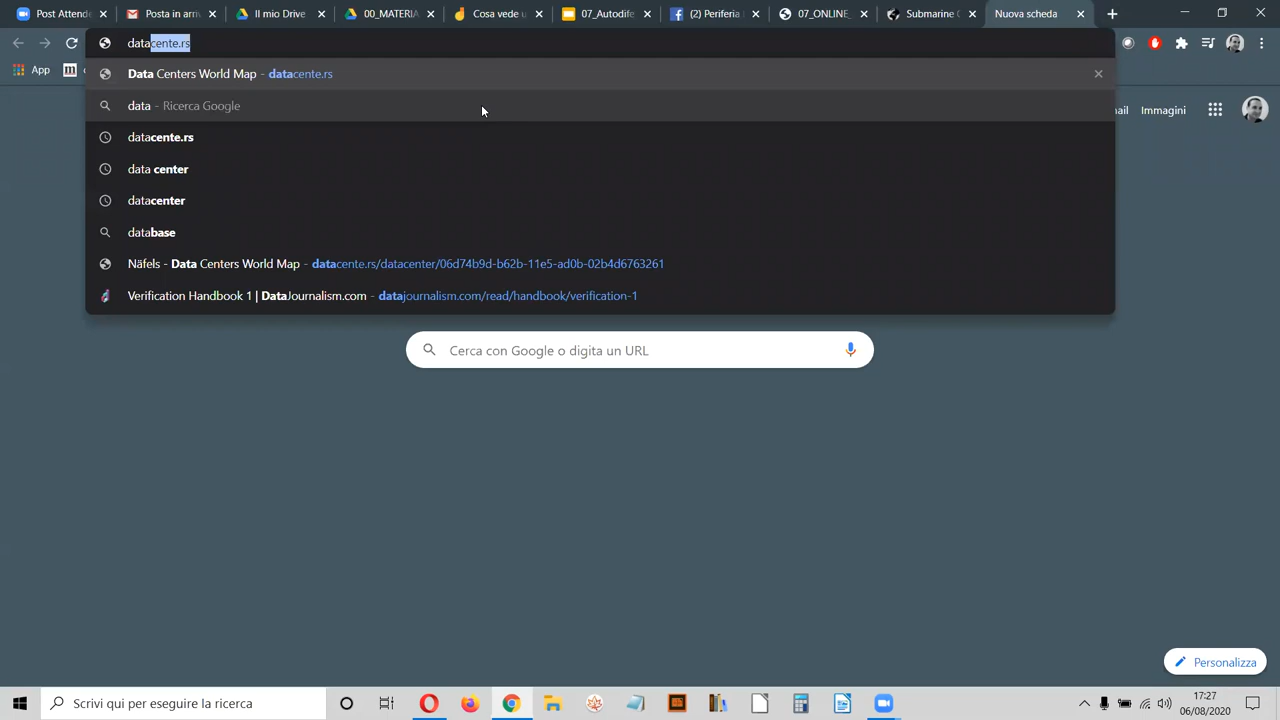 Post Attende
Posta in arri
Il mio Drive
00_MATERIA
Cosa vede u
07_Autodife
(2) Periferia I
07_ONLINE_
Submarine C
Nuova scheda
datacente.rs
App
Data Centers World Map - datacente.rs
data - Ricerca Google
datacente.rs
data center
datacenter
database
Näfels - Data Centers World Map - datacente.rs/datacenter/06d74b9d-b62b-11e5-ad0b-02b4d6763261
Verification Handbook 1 | DataJournalism.com - datajournalism.com/read/handbook/verification-1
ail Immagini
Cerca con Google o digita un URL
Personalizza
Scrivi qui per eseguire la ricerca
17:27
06/08/2020